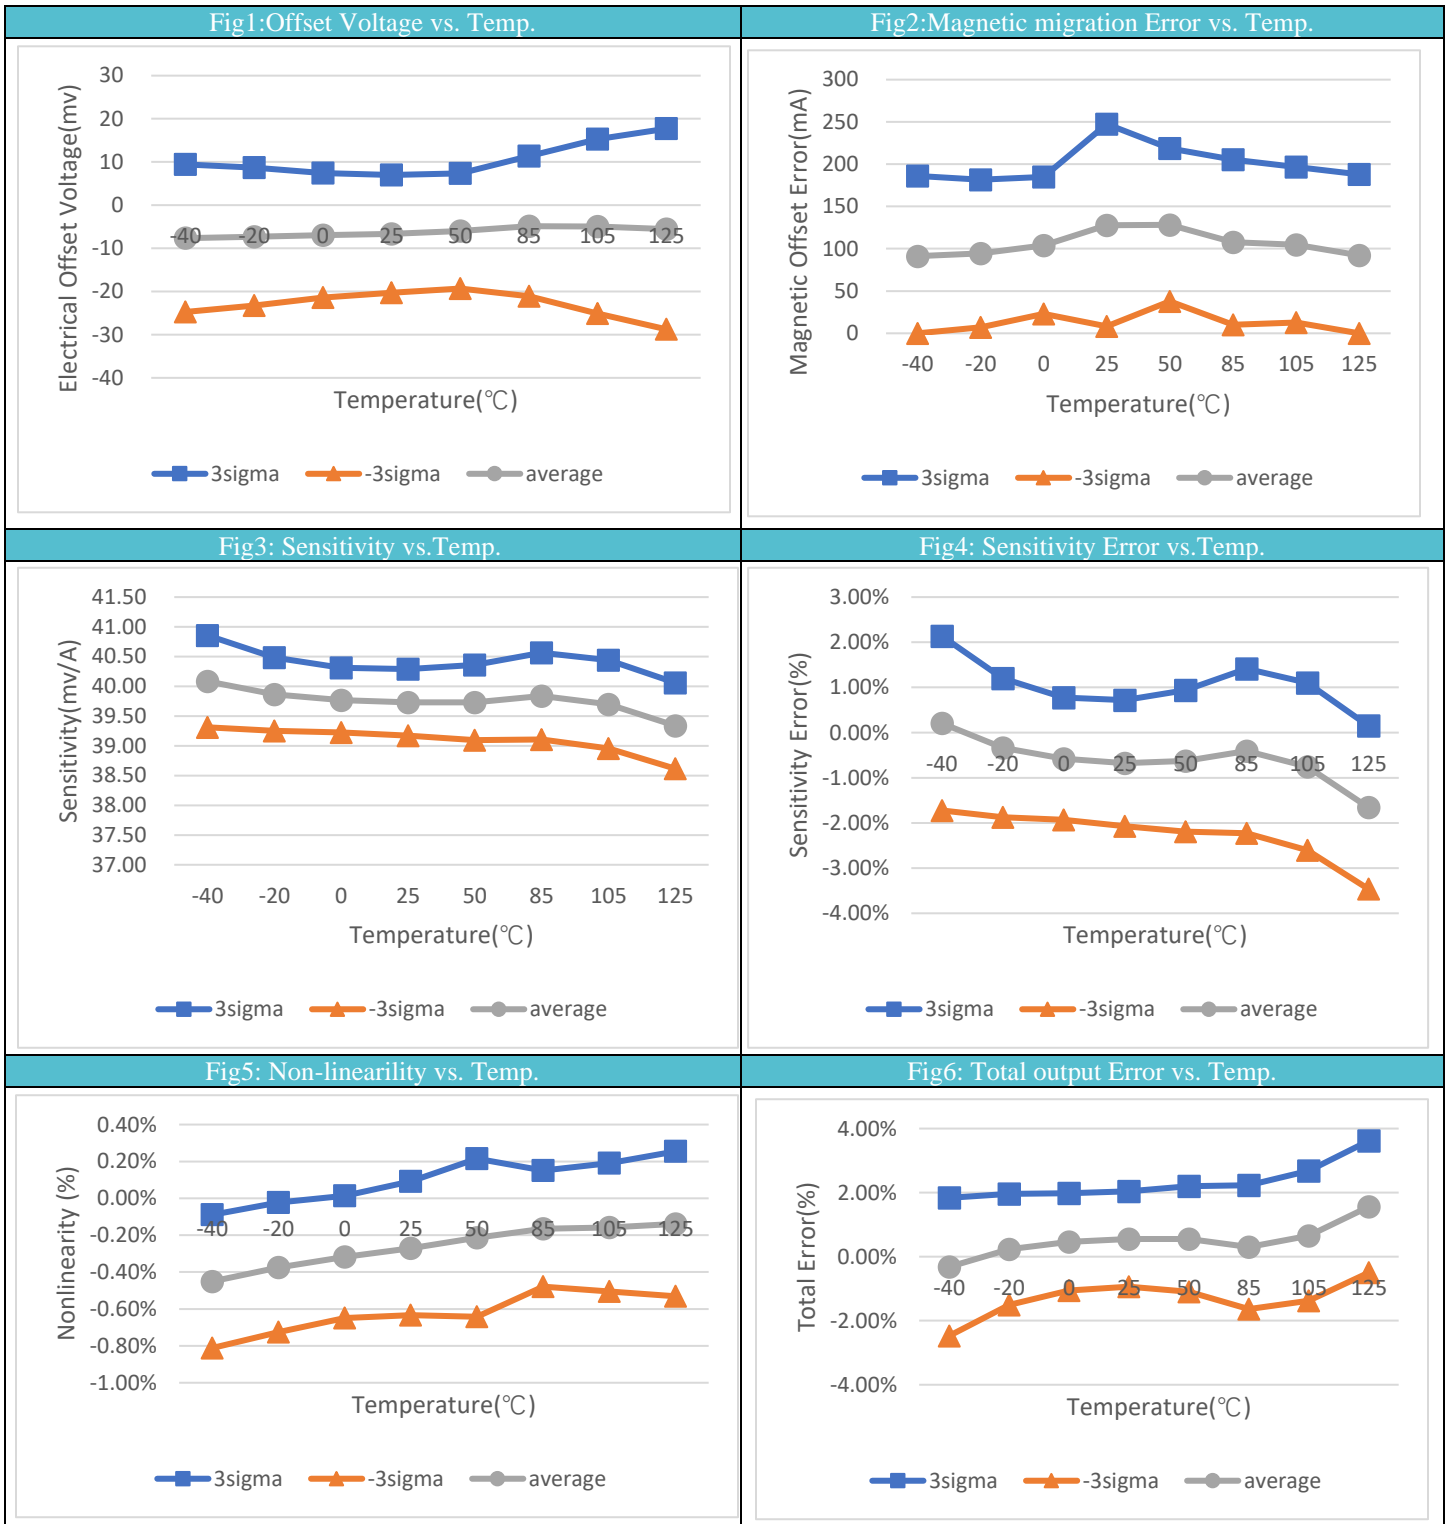 Fig1:Offset Voltage vs. Temp.
Electrical Offset Voltage(mv)
30
20
10
0
-10
-20
-30
-40
-40 -20 0 25 50 85 105 125
Temperature(℃)
3sigma -3sigma average
Fig2:Magnetic migration Error vs. Temp.
Magnetic Offset Error(mA)
300
250
200
150
100
50
0
-40 -20 0 25 50 85 105 125
Temperature(℃)
3sigma -3sigma average
Fig3: Sensitivity vs.Temp.
Sensitivity(mv/A)
41.50
41.00
40.50
40.00
39.50
39.00
38.50
38.00
37.50
37.00
-40 -20 0 25 50 85 105 125
Temperature(℃)
3sigma -3sigma average
Fig4: Sensitivity Error vs.Temp.
Sensitivity Error(%)
3.00%
2.00%
1.00%
0.00%
-1.00%
-2.00%
-3.00%
-4.00%
-40 -20 0 25 50 85 105 125
Temperature(℃)
3sigma -3sigma average
Fig5: Non-linearility vs. Temp.
Nonlinearity (%)
0.40%
0.20%
0.00%
-0.20%
-0.40%
-0.60%
-0.80%
-1.00%
-40 -20 0 25 50 85 105 125
Temperature(℃)
3sigma -3sigma average
Fig6: Total output Error vs. Temp.
Total Error(%)
4.00%
2.00%
0.00%
-2.00%
-4.00%
-40 -20 0 25 50 85 105 125
Temperature(℃)
3sigma -3sigma average